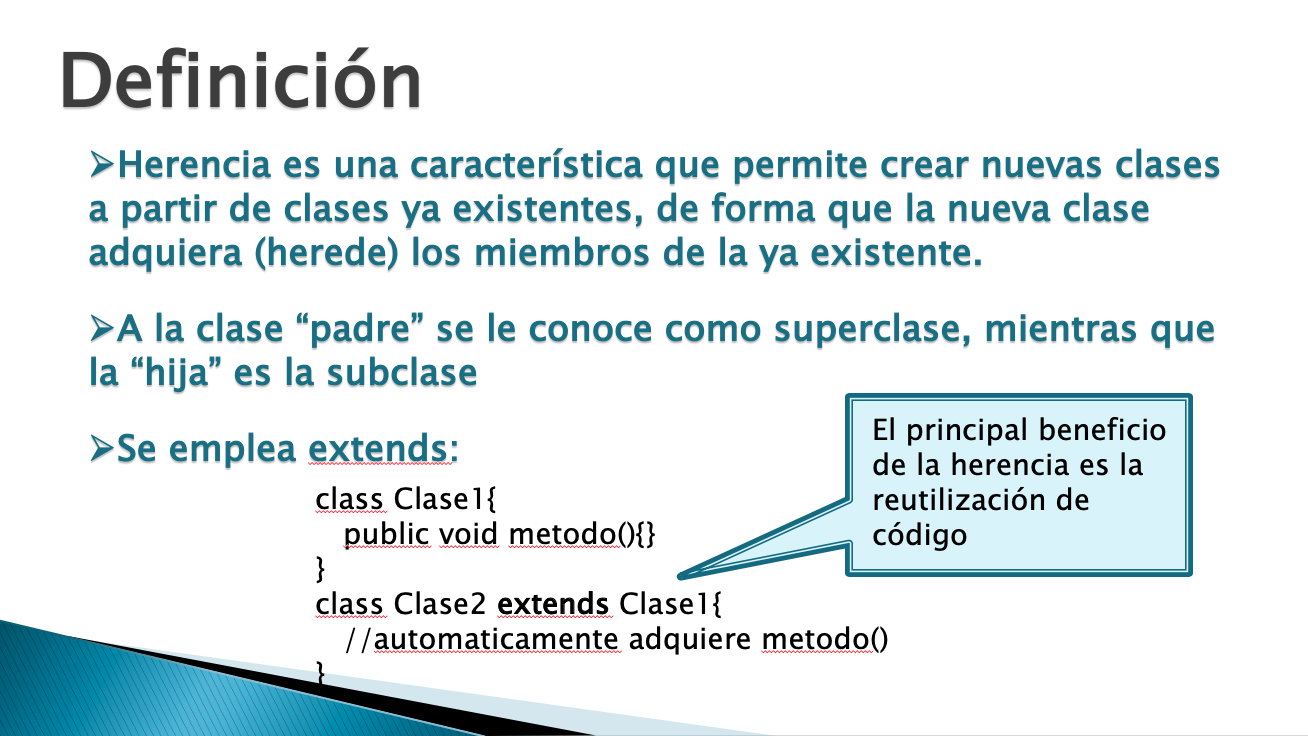 Definición
➢Herencia es una característica que permite crear nuevas clases
a partir de clases ya existentes, de forma que la nueva clase
adquiera (herede) los miembros de la ya existente.
➢A la clase “padre” se le conoce como superclase, mientras que
la “hija” es la subclase
➢Se emplea extends:
class Clase1{
public void metodo(){}
}
class Clase2 extends Clase1{
//automaticamente adquiere metodo()
}
El principal beneficio
de la herencia es la
reutilización de
código